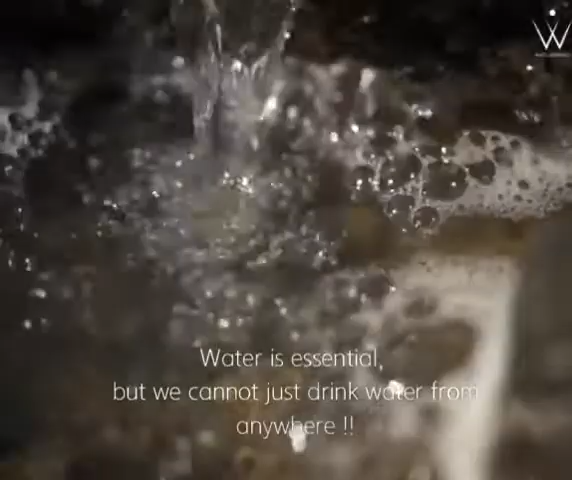 Water is essential,
but we cannot just drink water from
anywhere !!